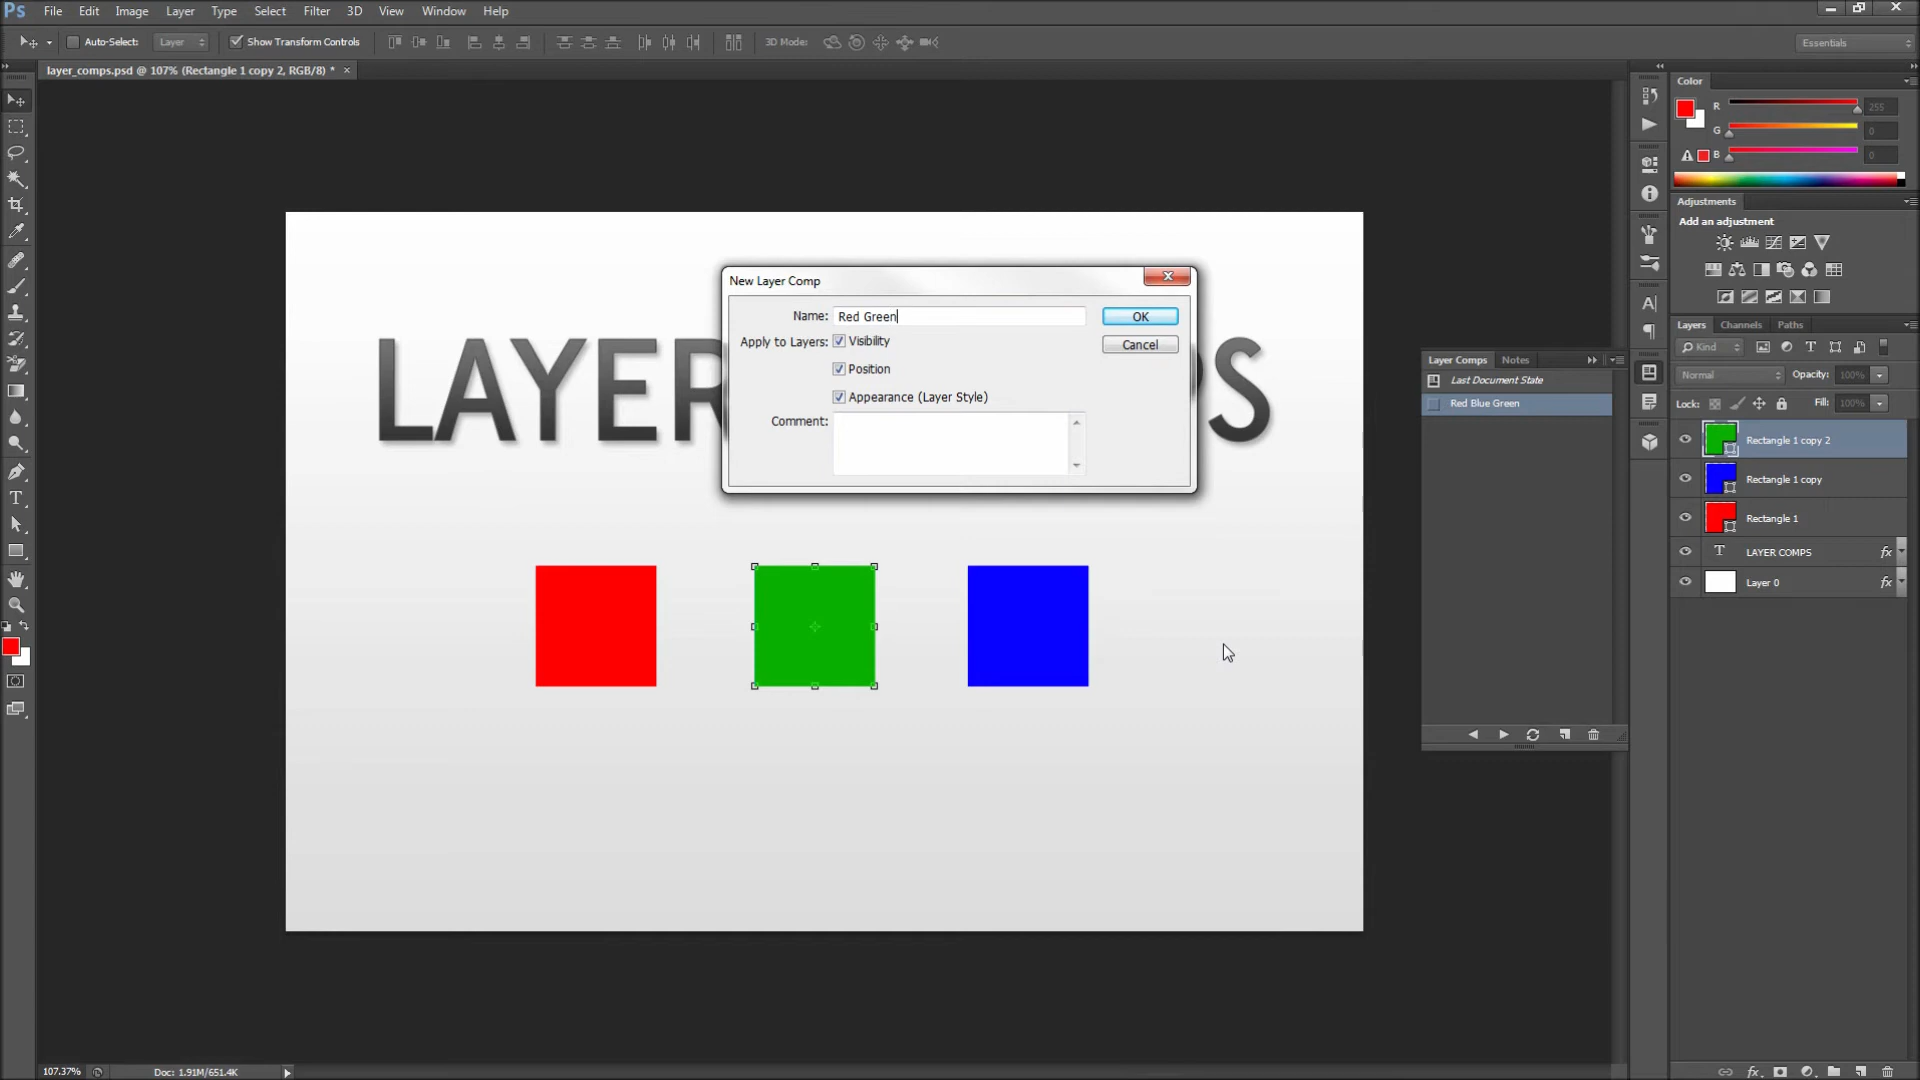 Ps File Edit Image Layer Type Select Filter 3D View Window Help
Auto-Select: Layer Show Transform Controls 3D Mode: Essentials
layer_comps.psd @ 107% (Rectangle 1 copy 2, RGB/8) * ×
Color
R 255
G 0
B 0
Adjustments
Add an adjustment
Layers Channels Paths
Kind
Normal Opacity: 100%
Lock: Fill: 100%
Rectangle 1 copy 2
Rectangle 1 copy
Rectangle 1
T LAYER COMPS fx
Layer 0 fx
Layer Comps Notes
Last Document State
Red Blue Green
New Layer Comp
Name: Red Green OK
Apply to Layers: Visibility Cancel
Position
Appearance (Layer Style)
Comment:
LAYER PS
107.37% Doc: 1.91M/651.4K